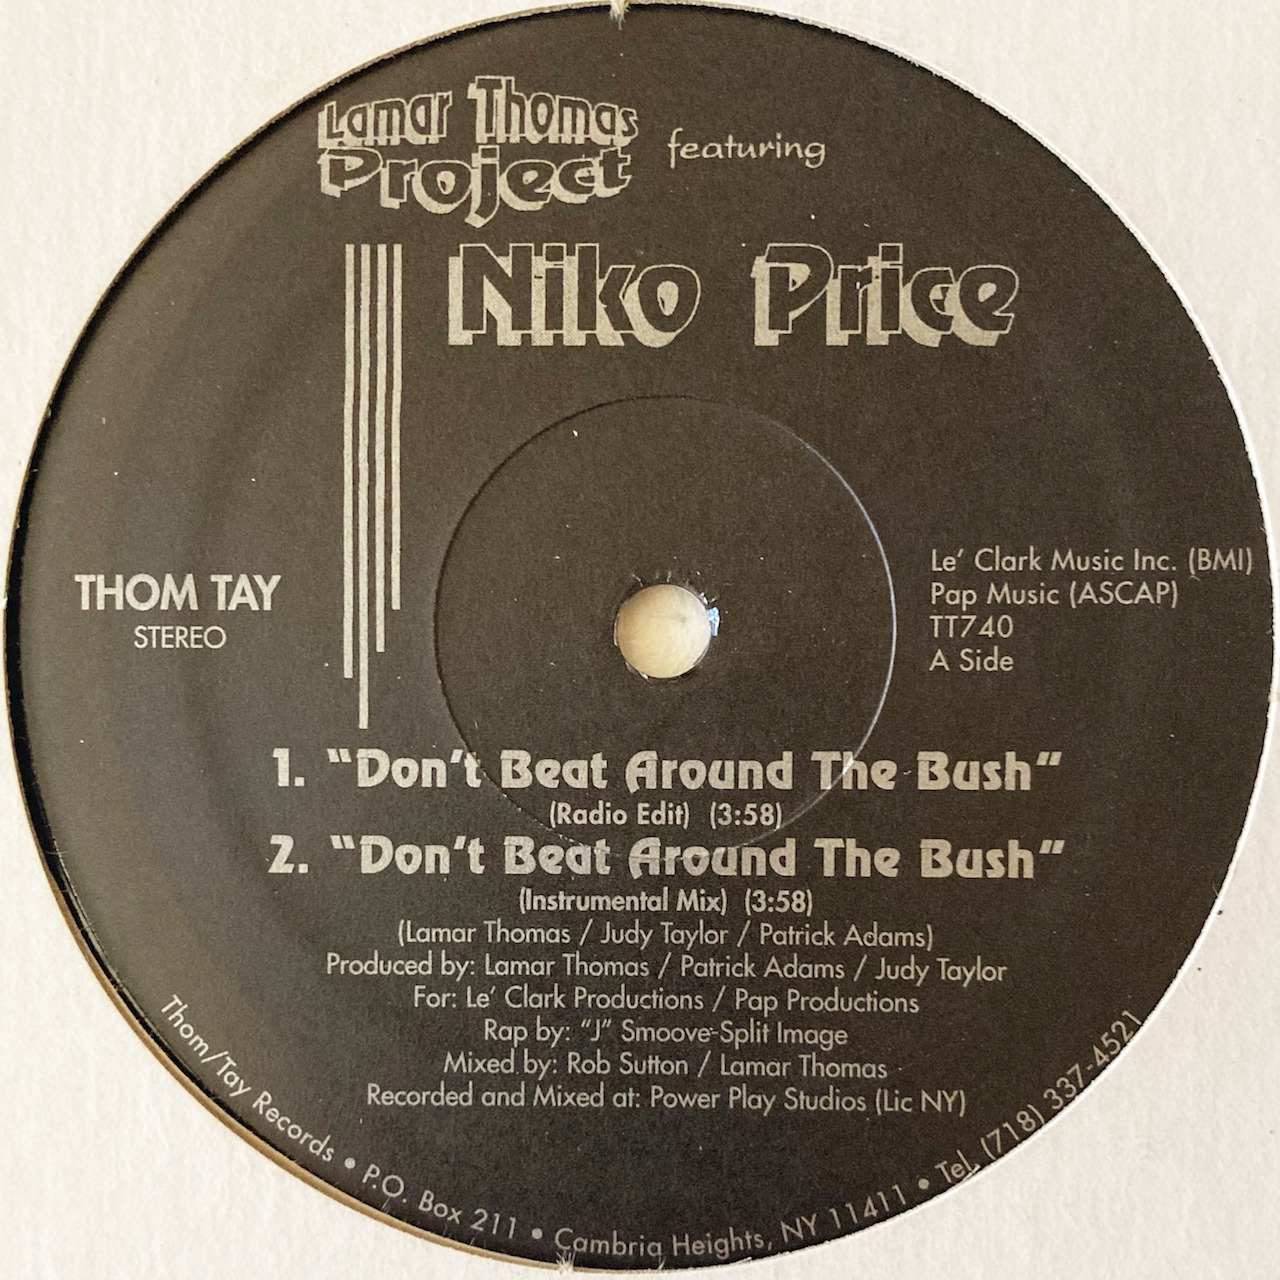 Lamar Thomas
Project featuring
Niko Price
THOM TAY
STEREO
Le' Clark Music Inc. (BMI)
Pap Music (ASCAP)
TT740
A Side
1. "Don't Beat Around The Bush"
(Radio Edit) (3:58)
2. "Don't Beat Around The Bush"
(Instrumental Mix) (3:58)
(Lamar Thomas / Judy Taylor / Patrick Adams)
Produced by: Lamar Thomas / Patrick Adams / Judy Taylor
For: Le' Clark Productions / Pap Productions
Rap by: "J" Smoove-Split Image
Mixed by: Rob Sutton / Lamar Thomas
Recorded and Mixed at: Power Play Studios (Lic NY)
Thom/Tay Records • P.O. Box 211 • Cambria Heights, NY 11411 • Tel. (718) 337-4521